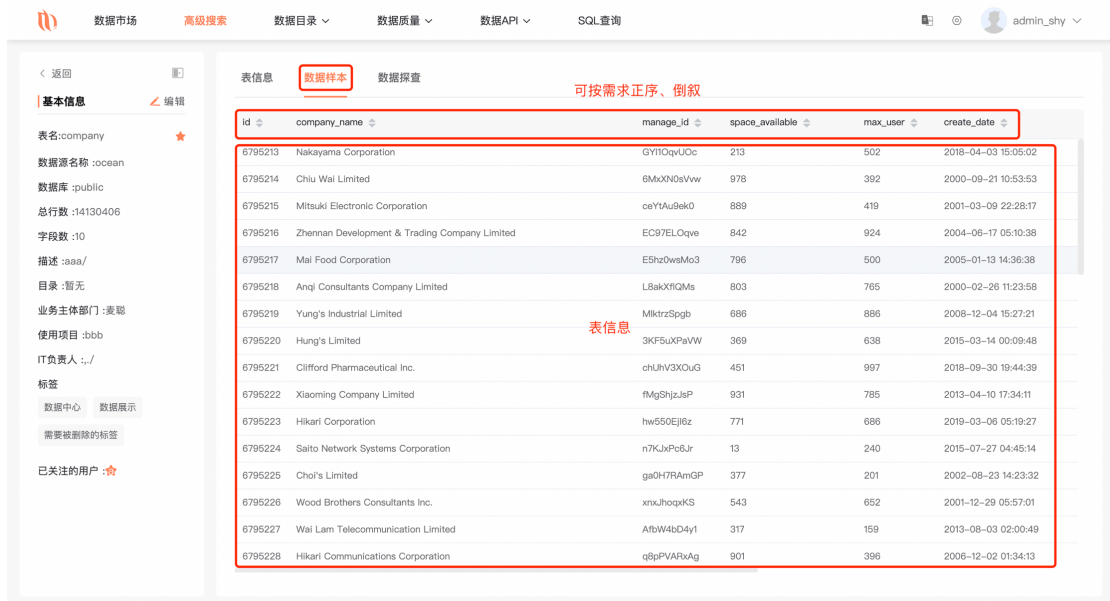 数据市场 高级搜索 数据目录 数据质量 数据API SQL查询 admin_shy
返回
基本信息 编辑
表名:company
数据源名称 :ocean
数据库 :public
总行数 :14130406
字段数 :10
描述 :aaa/
目录 :暂无
业务主体部门 :麦聪
使用项目 :bbb
IT负责人 :,./
标签
数据中心 数据展示
需要被删除的标签
已关注的用户 :
表信息 数据样本 数据探查
可按需求正序、倒叙
id company_name manage_id space_available max_user create_date
6795213 Nakayama Corporation GYI1OqvUOc 213 502 2018-04-03 15:05:02
6795214 Chiu Wai Limited 6MxXN0sVvw 978 392 2000-09-21 10:53:53
6795215 Mitsuki Electronic Corporation ceYtAu9ek0 889 419 2001-03-09 22:28:17
6795216 Zhennan Development & Trading Company Limited EC97ELOqve 842 924 2004-06-17 05:10:38
6795217 Mai Food Corporation E5hz0wsMo3 796 500 2005-01-13 14:36:38
6795218 Anqi Consultants Company Limited L8akXflQMs 803 765 2000-02-26 11:23:58
6795219 Yung's Industrial Limited MlktrzSpgb 686 886 2008-12-04 15:27:21
表信息
6795220 Hung's Limited 3KF5uXPaVW 369 638 2015-03-14 00:09:48
6795221 Clifford Pharmaceutical Inc. chUhV3XOuG 451 997 2018-09-30 19:44:39
6795222 Xiaoming Company Limited fMgShjzJsP 931 785 2013-04-10 17:34:11
6795223 Hikari Corporation hw550EjI6z 771 686 2019-03-06 05:19:27
6795224 Saito Network Systems Corporation n7KJxPc6Jr 13 240 2015-07-27 04:45:14
6795225 Choi's Limited ga0H7RAmGP 377 201 2002-08-23 14:23:32
6795226 Wood Brothers Consultants Inc. xnxJhoqxKS 543 652 2001-12-29 05:57:01
6795227 Wai Lam Telecommunication Limited AfbW4bD4y1 317 159 2013-08-03 02:00:49
6795228 Hikari Communications Corporation q8pPVARxAg 901 396 2006-12-02 01:34:13